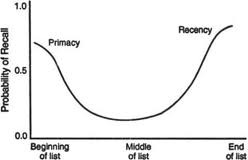 Probability of Recall
1.0
0.5
0.0
Primacy
Recency
Beginning
of list
Middle
of list
End
of list